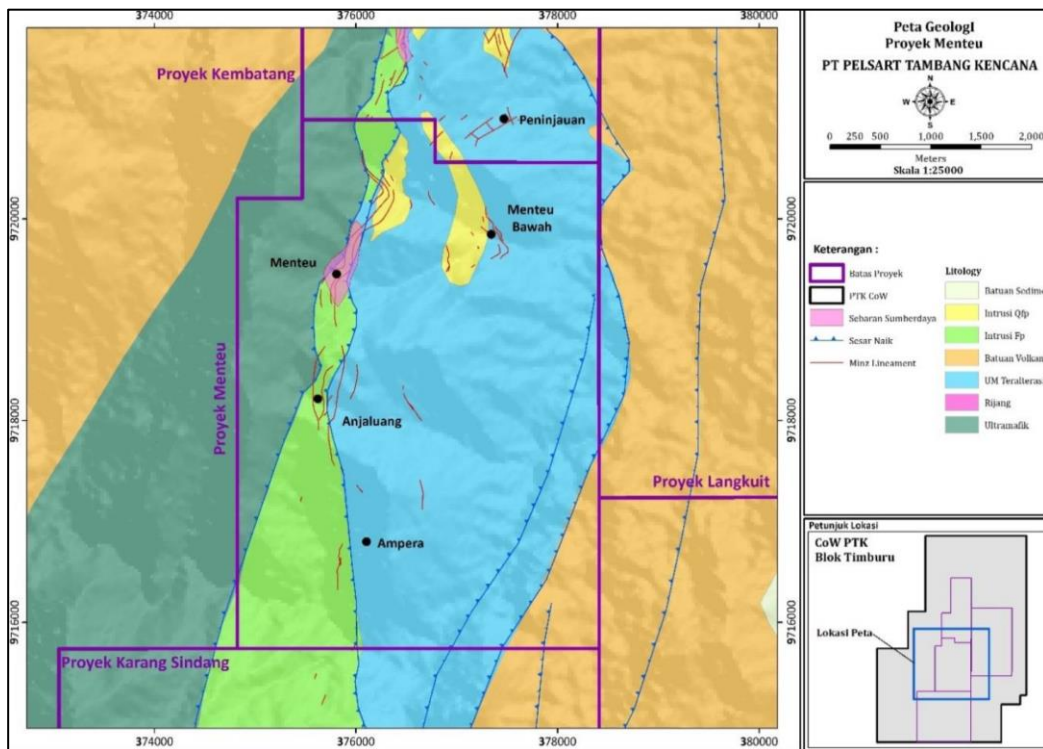 374000
376000
378000
380000
Proyek Kembatang
Peninjauan
9720000
9720000
Menteu
Bawah
Menteu
Proyek Menteu
9718000
9718000
Anjaluang
Proyek Langkuit
Ampera
9716000
9716000
Proyek Karang Sindang
374000
376000
378000
380000
Peta Geologi
Proyek Menteu
PT PELSART TAMBANG KENCANA
N
W
E
S
0 250 500 1,000 1,500 2,000
Meters
Skala 1:25000
Keterangan :
Batas Proyek
PTK CoW
Sebaran Sumberdaya
Sesar Naik
Minz Lineament
Litology
Batuan Sedime
Intrusi Qfp
Intrusi Fp
Batuan Volkan
UM Teralteras
Rijang
Ultramafik
Petunjuk Lokasi
CoW PTK
Blok Timburu
Lokasi Peta